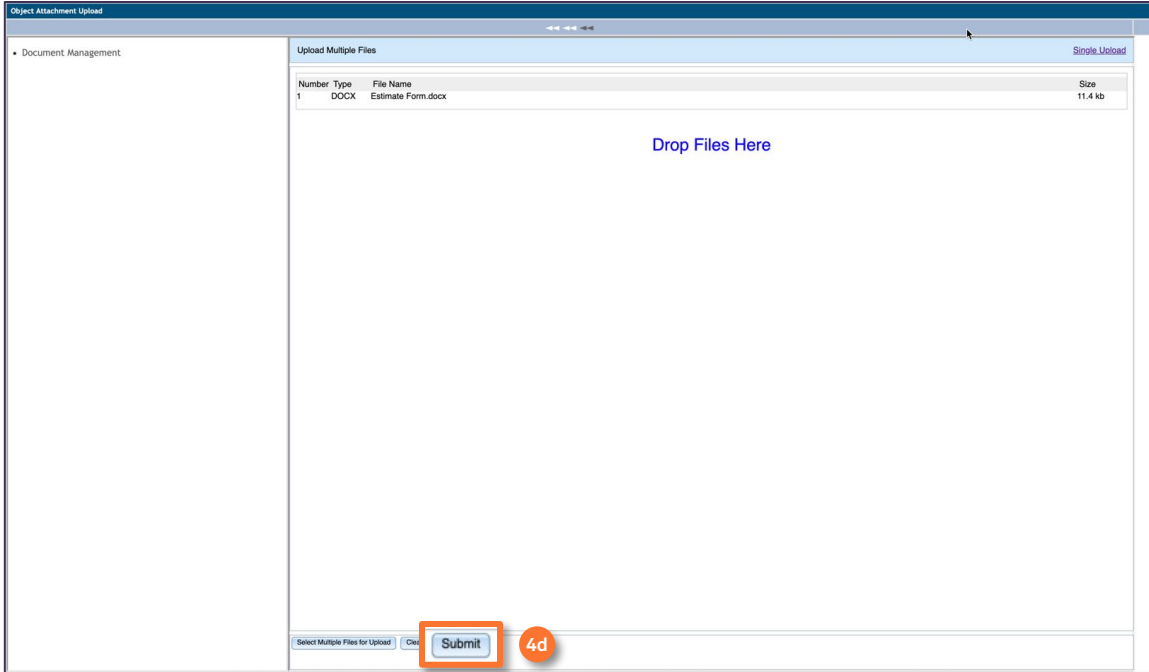 Object Attachment Upload
• Document Management
Upload Multiple Files Single Upload
Number Type File Name Size
1 DOCX Estimate Form.docx 11.4 kb
Drop Files Here
Select Multiple Files for Upload Submit 4d